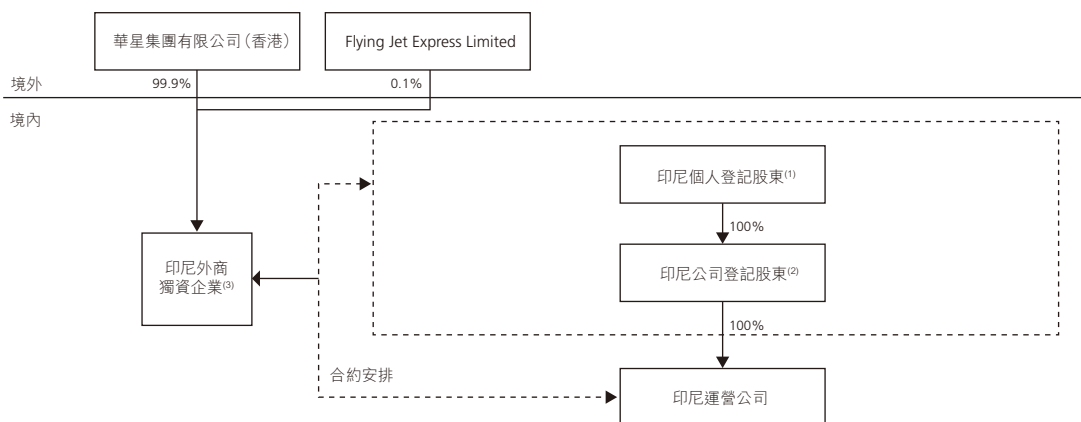 華星集團有限公司(香港)
Flying Jet Express Limited
99.9%
0.1%
境外
境內
印尼個人登記股東(1)
100%
印尼公司登記股東(2)
印尼外商
獨資企業(3)
100%
合約安排
印尼運營公司